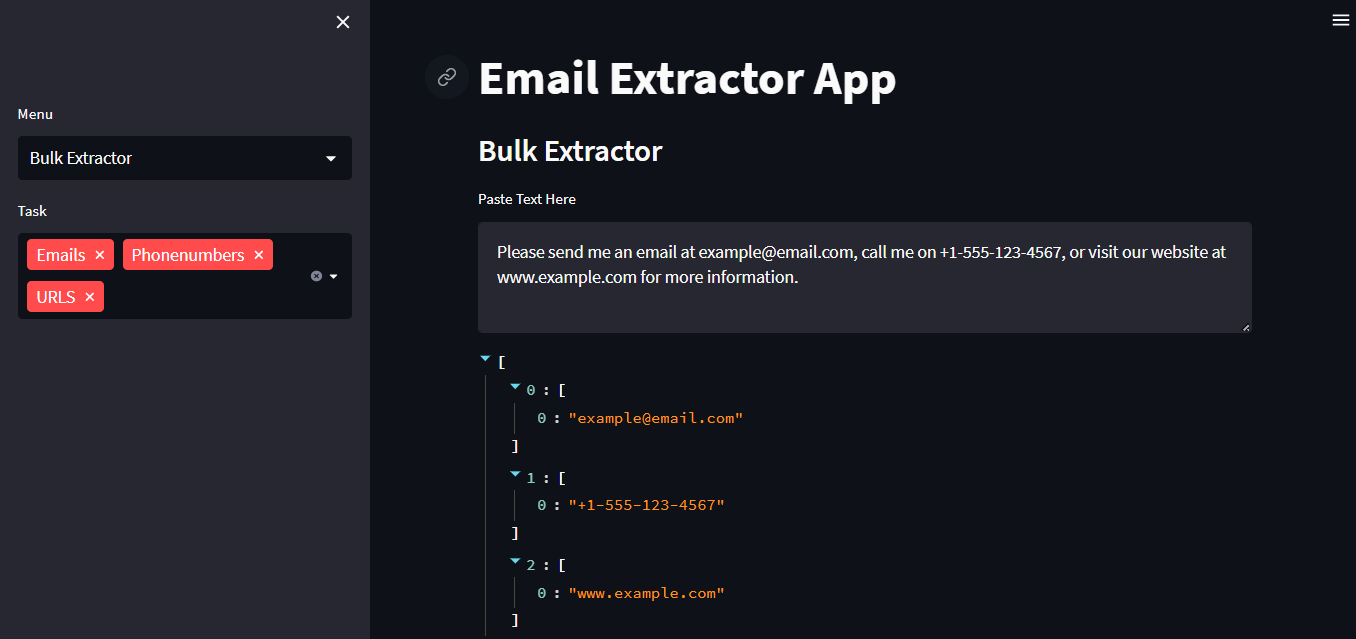 Menu
Bulk Extractor
Task
Emails × Phonenumbers ×
URLS ×
Email Extractor App
Bulk Extractor
Paste Text Here
Please send me an email at example@email.com, call me on +1-555-123-4567, or visit our website at
www.example.com for more information.
[
0 : [
0 : "example@email.com"
]
1 : [
0 : "+1-555-123-4567"
]
2 : [
0 : "www.example.com"
]